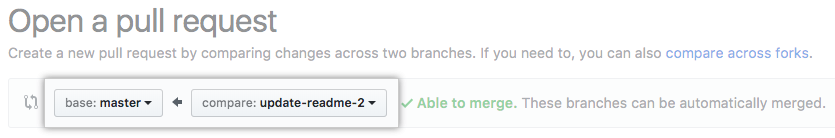 Open a pull request
Create a new pull request by comparing changes across two branches. If you need to, you can also compare across forks.
base: master compare: update-readme-2 Able to merge. These branches can be automatically merged.